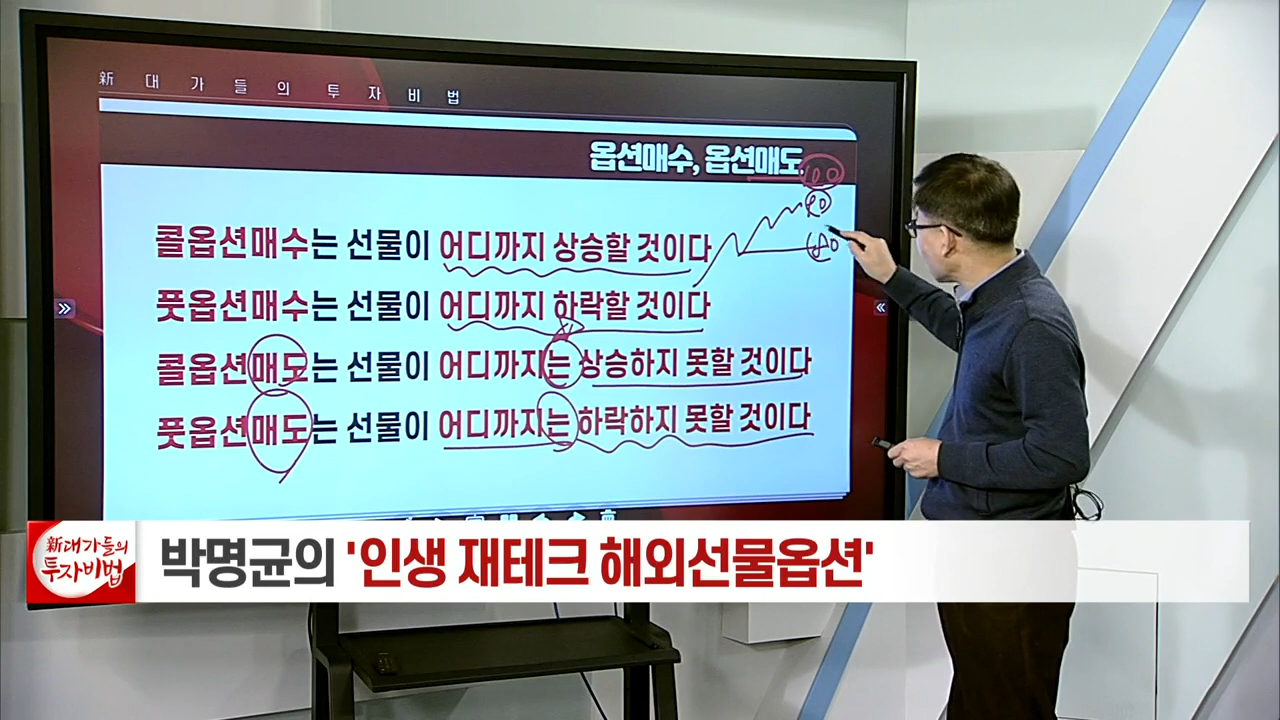 新 대 가 들 의 투 자 비 법
옵션매수, 옵션매도
100
콜옵션매수는 선물이 어디까지 상승할 것이다
풋옵션매수는 선물이 어디까지 하락할 것이다
콜옵션매도는 선물이 어디까지는 상승하지 못할 것이다
풋옵션매도는 선물이 어디까지는 하락하지 못할 것이다
新대가들의
투자비법
박명균의 '인생 재테크 해외선물옵션'